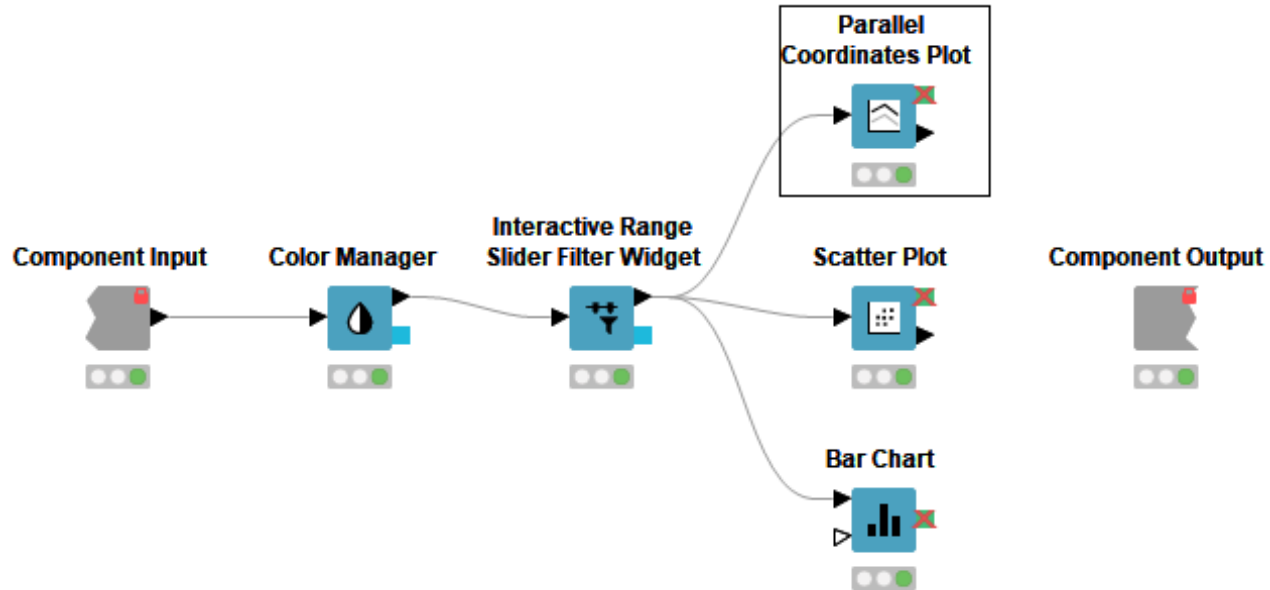 Parallel
Coordinates Plot
Interactive Range
Component Input
Color Manager
Slider Filter Widget
Scatter Plot
Component Output
Bar Chart